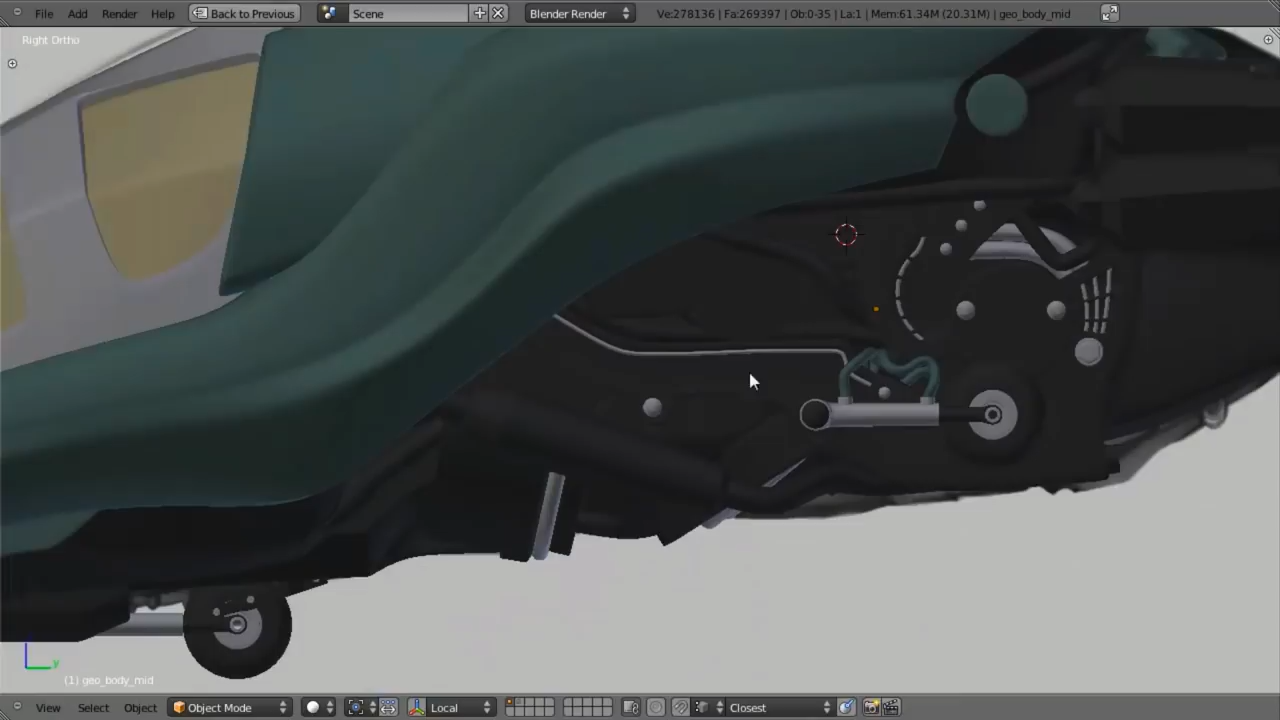 File Add Render Help Back to Previous Scene Blender Render Ve:278136 | Fa:269397 | Ob:0-35 | La:1 | Mem:61.34M (20.31M) | geo_body_mid
Right Ortho
y
(1) geo_body_mid
View Select Object Object Mode Local Closest